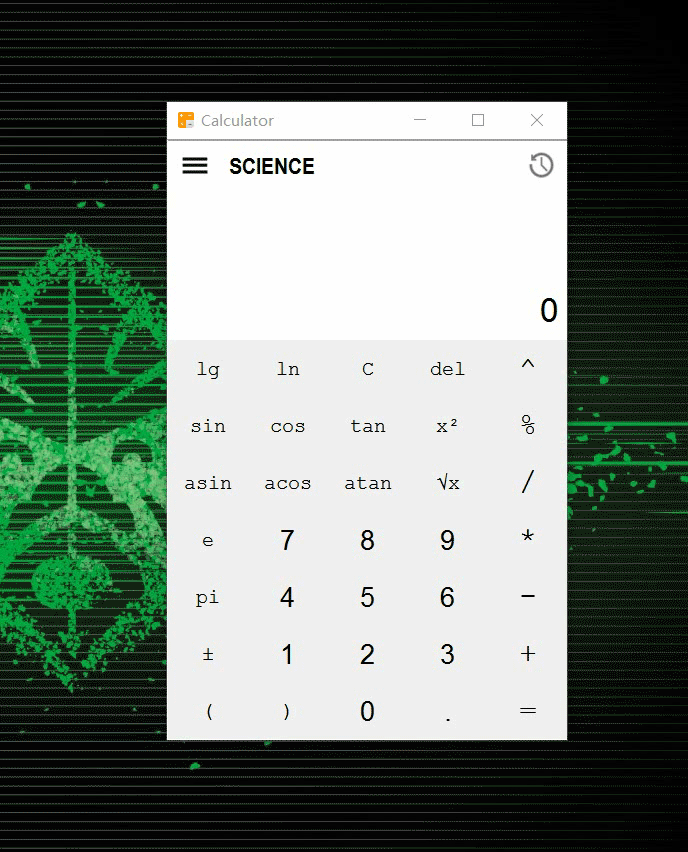 Calculator
SCIENCE
0
lg ln C del ^
sin cos tan x² %
asin acos atan √x /
e 7 8 9 *
pi 4 5 6 −
± 1 2 3 +
( ) 0 . =